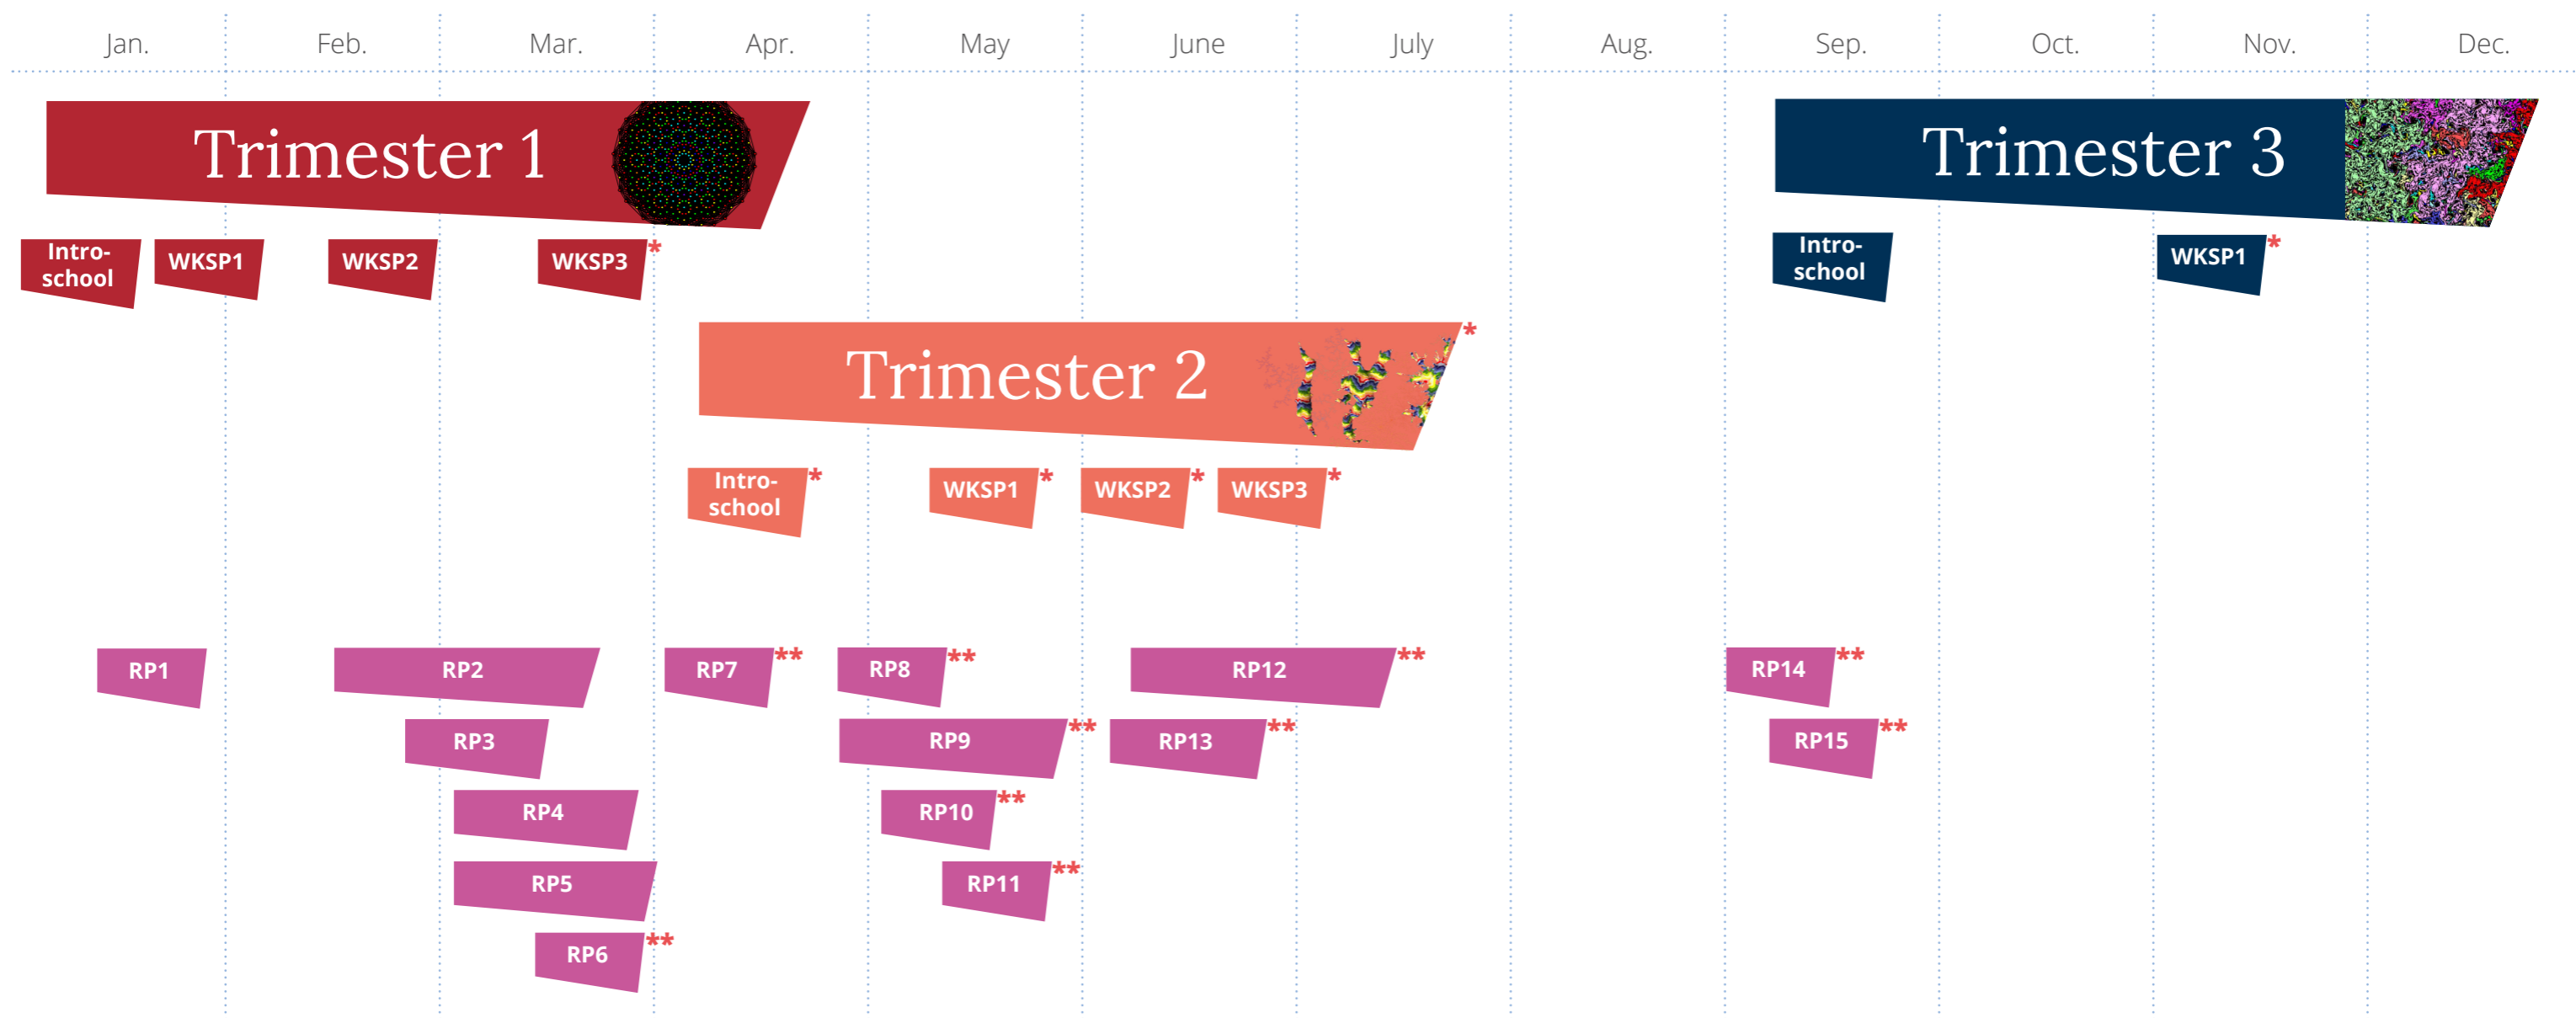 Jan. Feb. Mar. Apr. May June July Aug. Sep. Oct. Nov. Dec.
Trimester 1
Trimester 3
Intro-
school
WKSP1
WKSP2
WKSP3*
Intro-
school
WKSP1*
Trimester 2*
Intro-
school*
WKSP1*
WKSP2*
WKSP3*
RP1
RP2
RP7**
RP8**
RP12**
RP14**
RP3
RP9**
RP13**
RP15**
RP4
RP10**
RP5
RP11**
RP6**